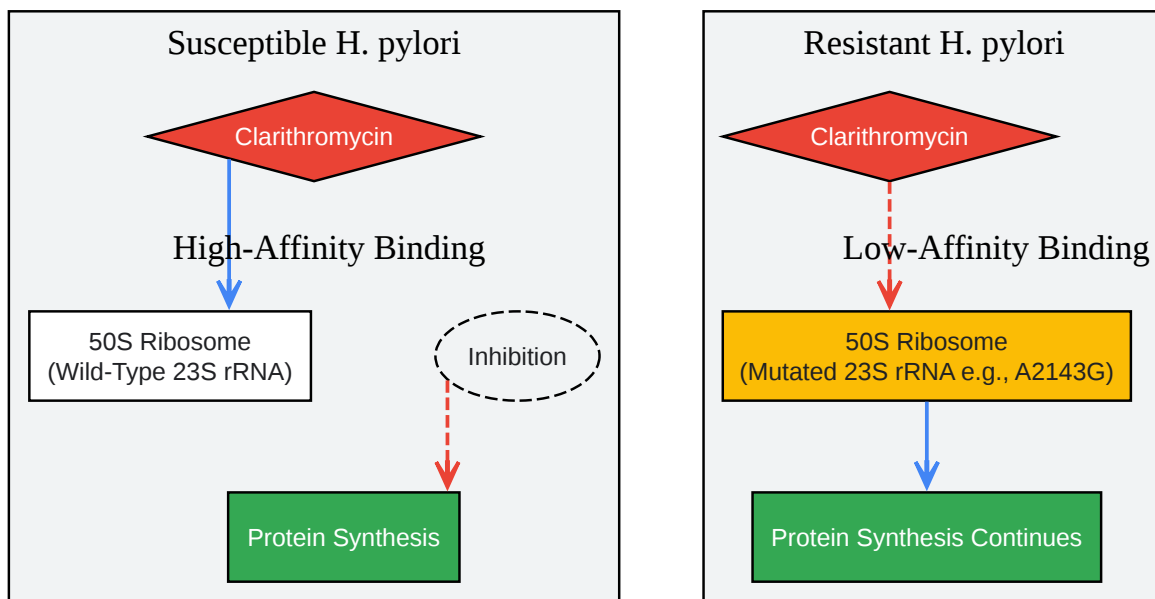 Susceptible H. pylori
Clarithromycin
High-Affinity Binding
50S Ribosome
(Wild-Type 23S rRNA)
Inhibition
Protein Synthesis
Resistant H. pylori
Clarithromycin
Low-Affinity Binding
50S Ribosome
(Mutated 23S rRNA e.g., A2143G)
Protein Synthesis Continues